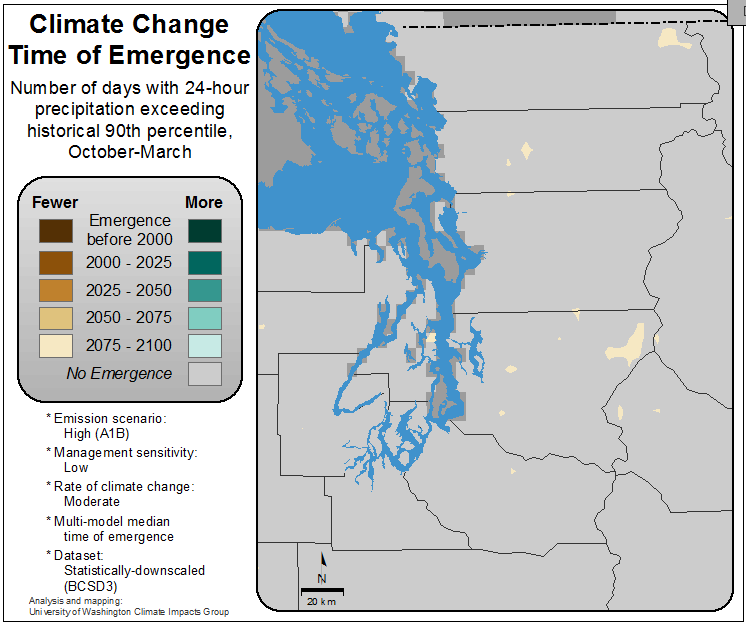 Climate Change
Time of Emergence
Number of days with 24-hour
precipitation exceeding
historical 90th percentile,
October-March
Fewer
More
Emergence
before 2000
2000 - 2025
2025 - 2050
2050 - 2075
2075 - 2100
No Emergence
* Emission scenario:
High (A1B)
* Management sensitivity:
Low
* Rate of climate change:
Moderate
* Multi-model median
time of emergence
* Dataset:
Statistically-downscaled
(BCSD3)
Analysis and mapping:
University of Washington Climate Impacts Group
N
20 km